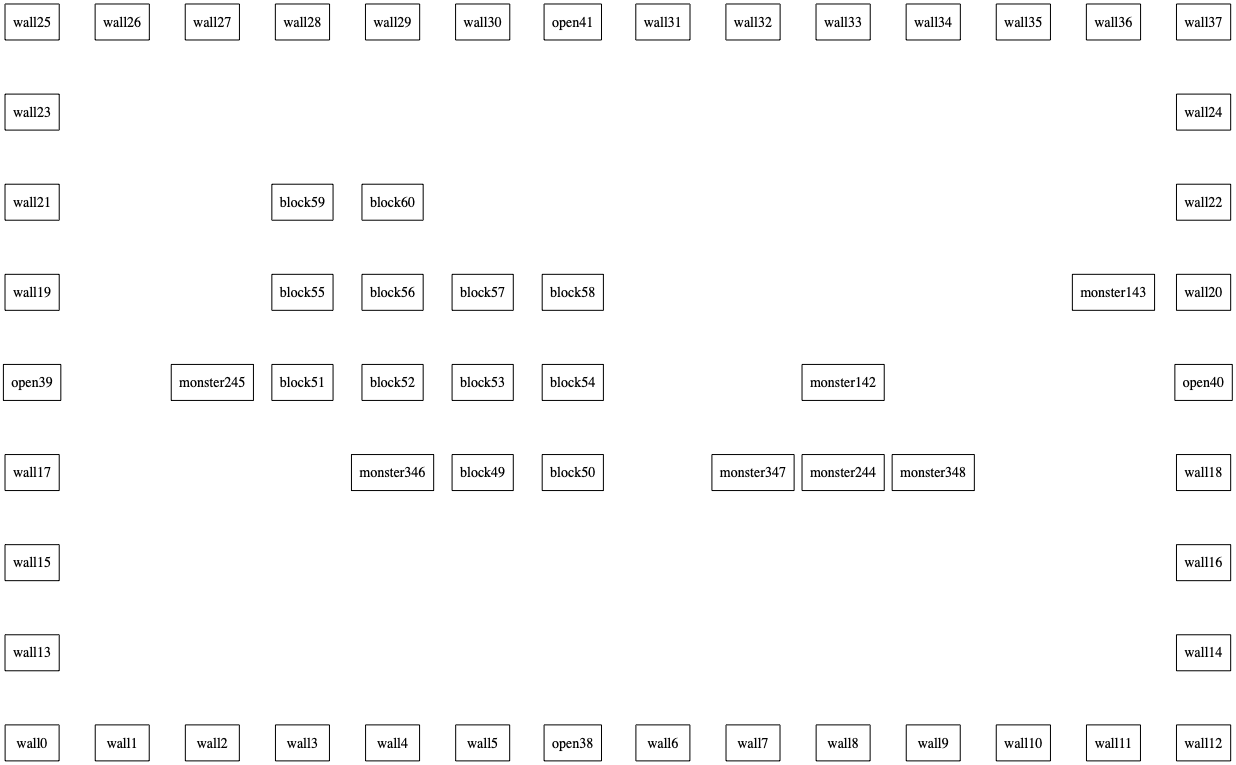 wall25 wall26 wall27 wall28 wall29 wall30 open41 wall31 wall32 wall33 wall34 wall35 wall36 wall37
wall23 wall24
wall21 block59 block60 wall22
wall19 block55 block56 block57 block58 monster143 wall20
open39 monster245 block51 block52 block53 block54 monster142 open40
wall17 monster346 block49 block50 monster347 monster244 monster348 wall18
wall15 wall16
wall13 wall14
wall0 wall1 wall2 wall3 wall4 wall5 open38 wall6 wall7 wall8 wall9 wall10 wall11 wall12